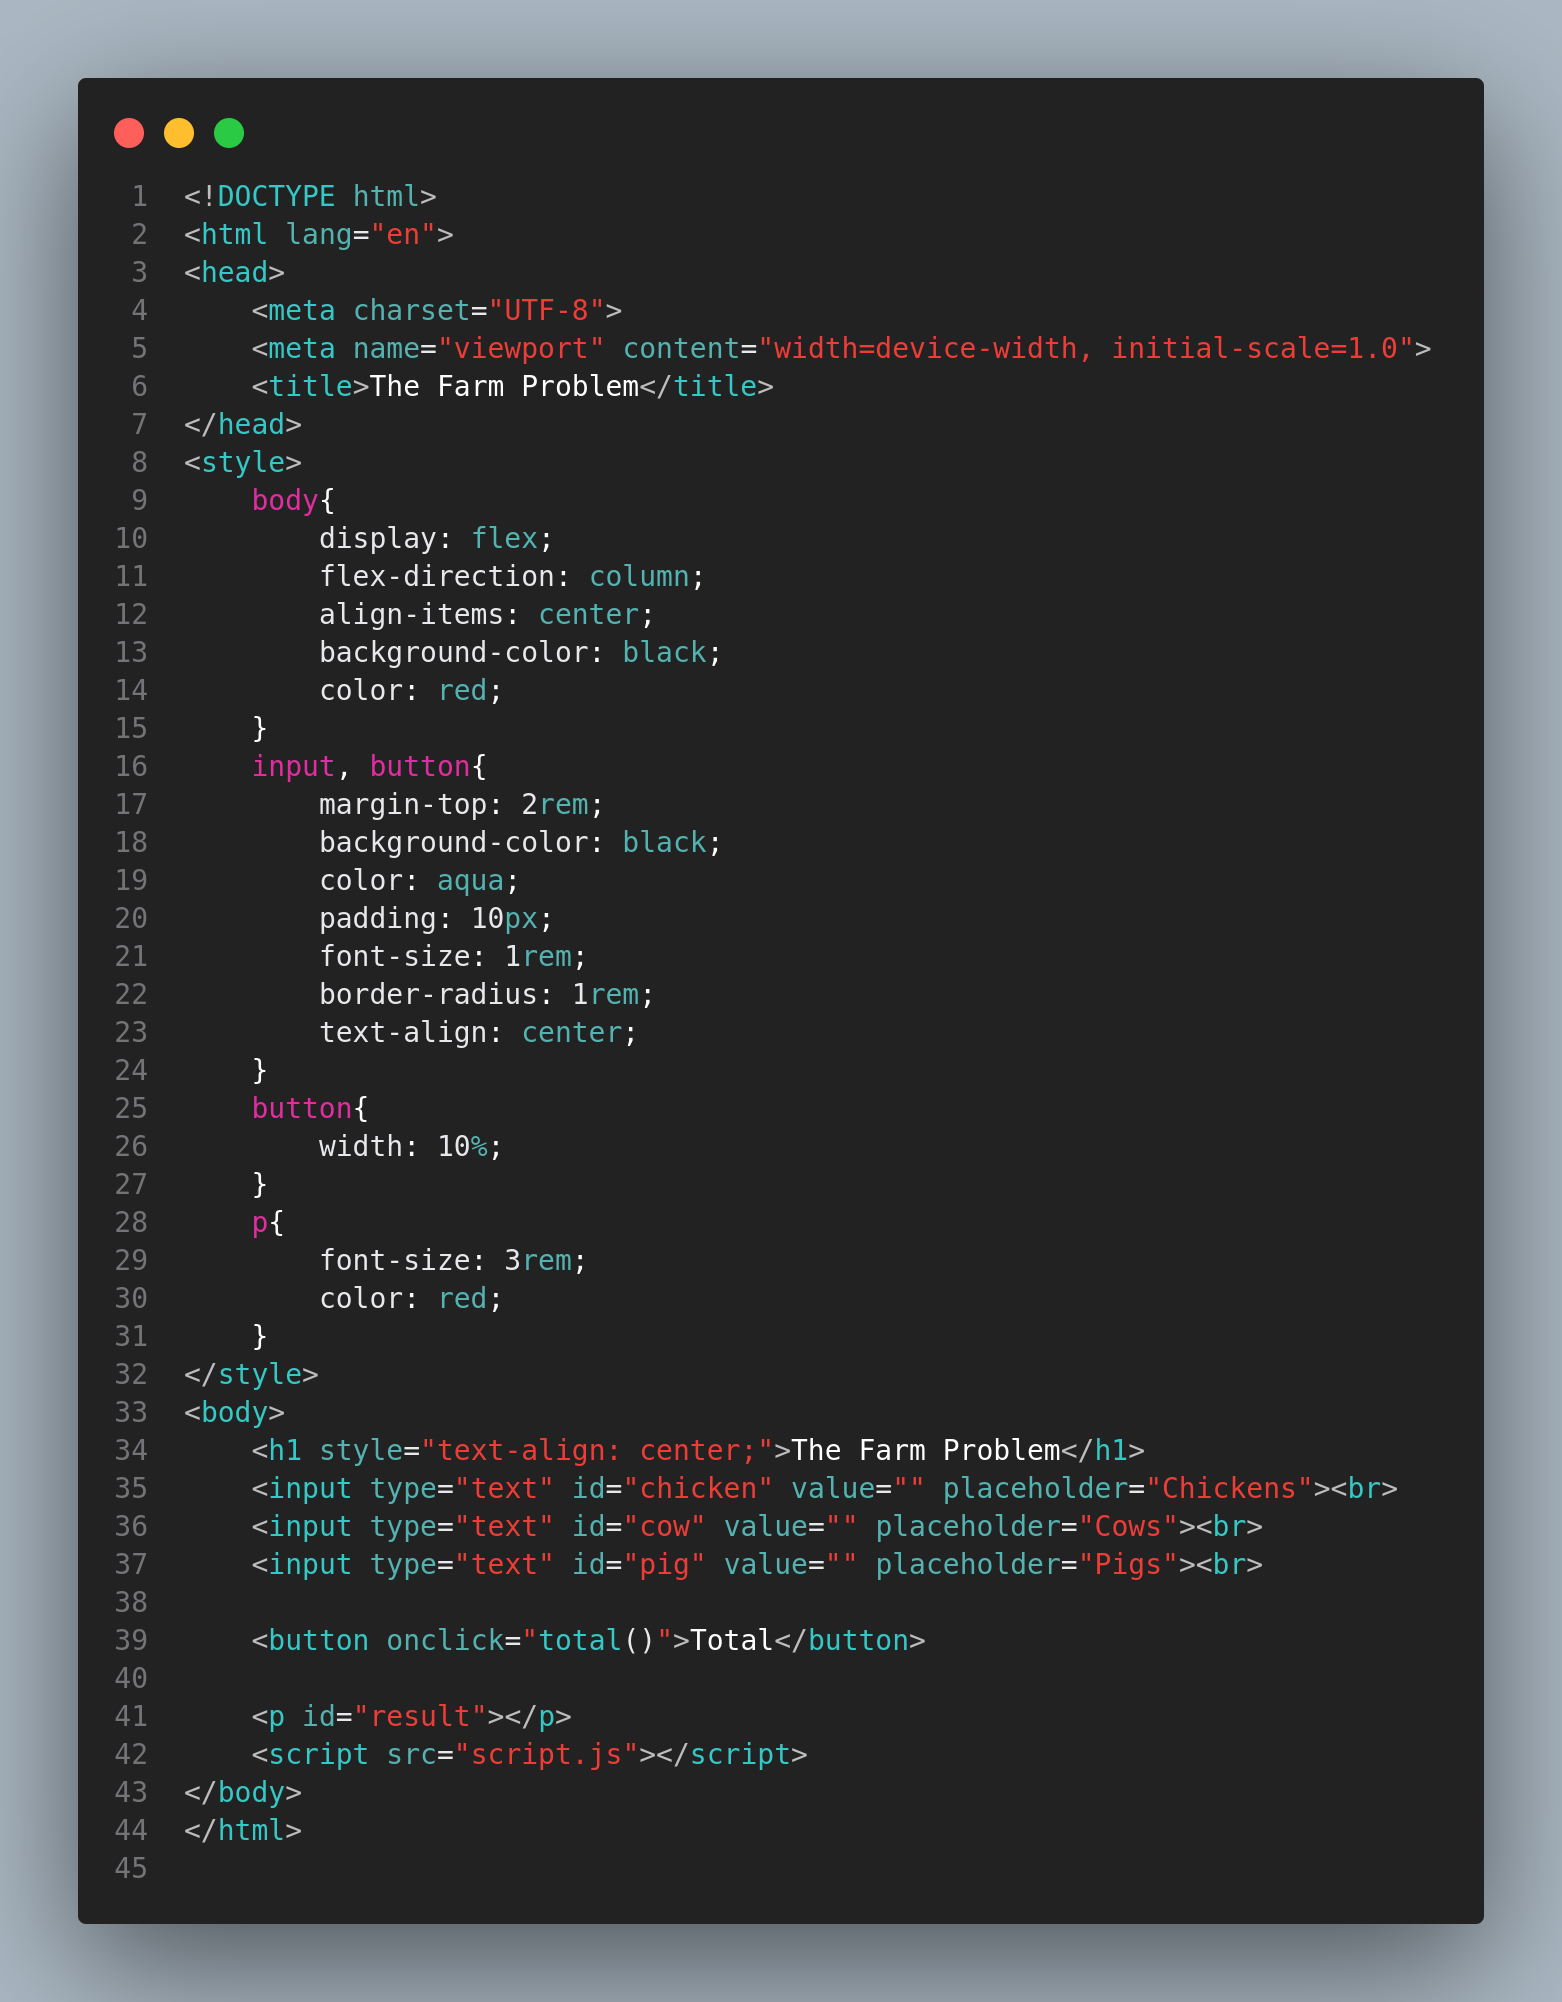 1 <!DOCTYPE html>
2 <html lang="en">
3 <head>
4     <meta charset="UTF-8">
5     <meta name="viewport" content="width=device-width, initial-scale=1.0">
6     <title>The Farm Problem</title>
7 </head>
8 <style>
9     body{
10         display: flex;
11         flex-direction: column;
12         align-items: center;
13         background-color: black;
14         color: red;
15     }
16     input, button{
17         margin-top: 2rem;
18         background-color: black;
19         color: aqua;
20         padding: 10px;
21         font-size: 1rem;
22         border-radius: 1rem;
23         text-align: center;
24     }
25     button{
26         width: 10%;
27     }
28     p{
29         font-size: 3rem;
30         color: red;
31     }
32 </style>
33 <body>
34     <h1 style="text-align: center;">The Farm Problem</h1>
35     <input type="text" id="chicken" value="" placeholder="Chickens"><br>
36     <input type="text" id="cow" value="" placeholder="Cows"><br>
37     <input type="text" id="pig" value="" placeholder="Pigs"><br>
38
39     <button onclick="total()">Total</button>
40
41     <p id="result"></p>
42     <script src="script.js"></script>
43 </body>
44 </html>
45